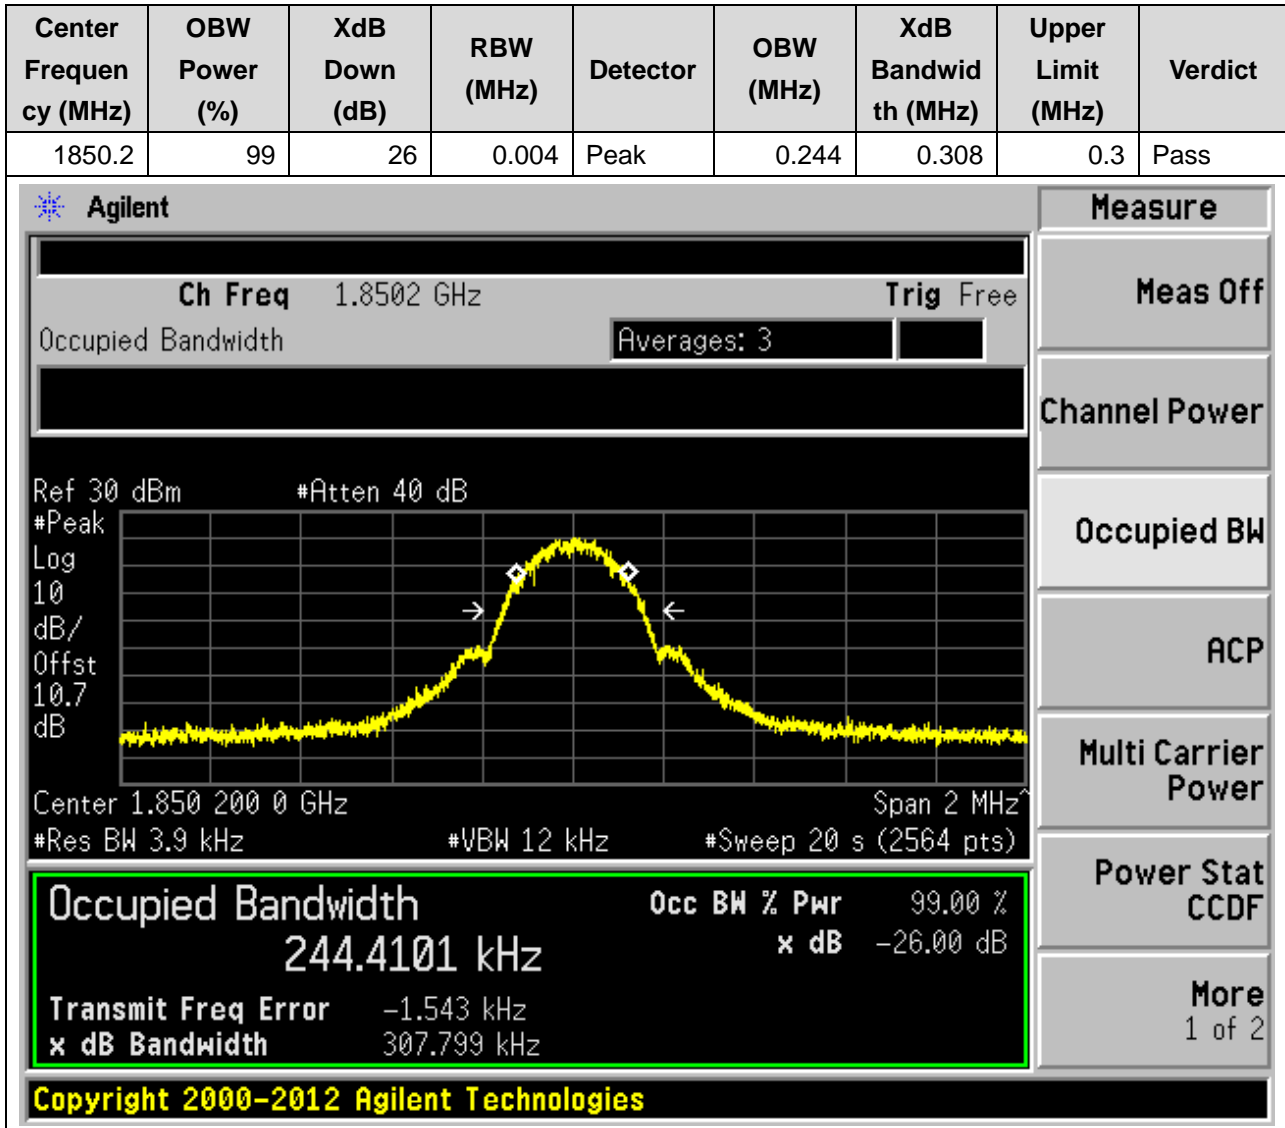 Center Frequen cy (MHz) OBW Power (%) XdB Down (dB) RBW (MHz) Detector OBW (MHz) XdB Bandwid th (MHz) Upper Limit (MHz) Verdict
1850.2 99 26 0.004 Peak 0.244 0.308 0.3 Pass
Agilent
Measure
Ch Freq 1.8502 GHz Trig Free
Meas Off
Occupied Bandwidth Averages: 3
Channel Power
Ref 30 dBm #Atten 40 dB
#Peak
Log
10
dB/
Offst
10.7
dB
Occupied BW
ACP
Center 1.850 200 0 GHz Span 2 MHz^
#Res BW 3.9 kHz #VBW 12 kHz #Sweep 20 s (2564 pts)
Multi Carrier
Power
Occupied Bandwidth Occ BW % Pwr 99.00 %
244.4101 kHz x dB -26.00 dB
Transmit Freq Error -1.543 kHz
x dB Bandwidth 307.799 kHz
Power Stat
CCDF
More
1 of 2
Copyright 2000-2012 Agilent Technologies